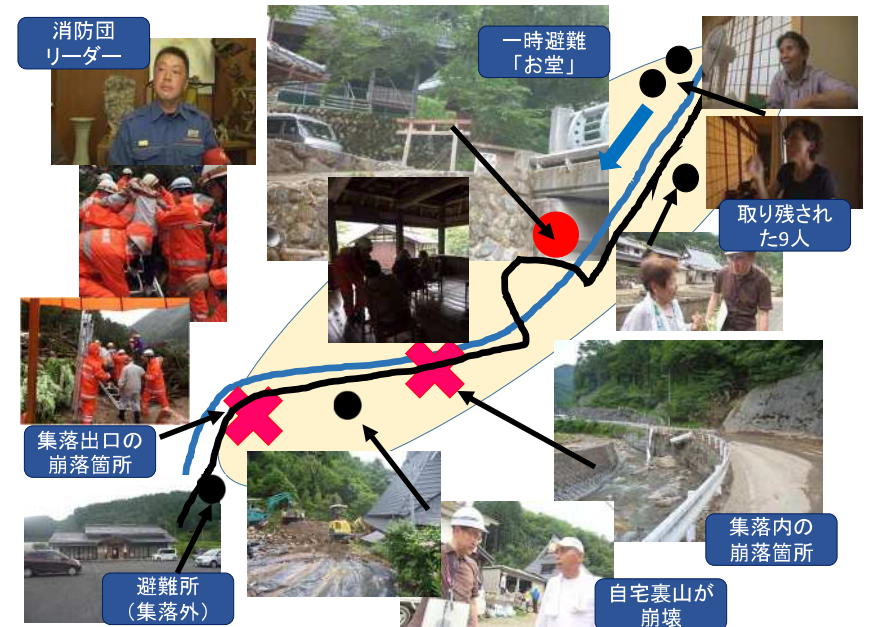 消防団
リーダー
一時避難
「お堂」
取り残され
た9人
集落出口の
崩落箇所
集落内の
崩落箇所
避難所
（集落外）
自宅裏山が
崩壊